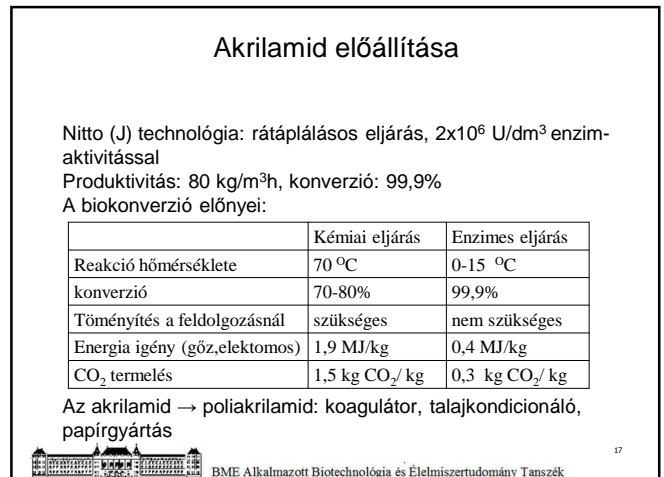 Akrilamid előállítása
Nitto (J) technológia: rátáplálásos eljárás, 2x10⁶ U/dm³ enzim-
aktivitással
Produktivitás: 80 kg/m³h, konverzió: 99,9%
A biokonverzió előnyei:
Kémiai eljárás Enzimes eljárás
Reakció hőmérséklete 70 ᴼC 0-15 ᴼC
konverzió 70-80% 99,9%
Töményítés a feldolgozásnál szükséges nem szükséges
Energia igény (gőz,elektomos) 1,9 MJ/kg 0,4 MJ/kg
CO₂ termelés 1,5 kg CO₂/ kg 0,3 kg CO₂/ kg
Az akrilamid → poliakrilamid: koagulátor, talajkondicionáló,
papírgyártás
17
BME Alkalmazott Biotechnológia és Élelmiszertudomány Tanszék